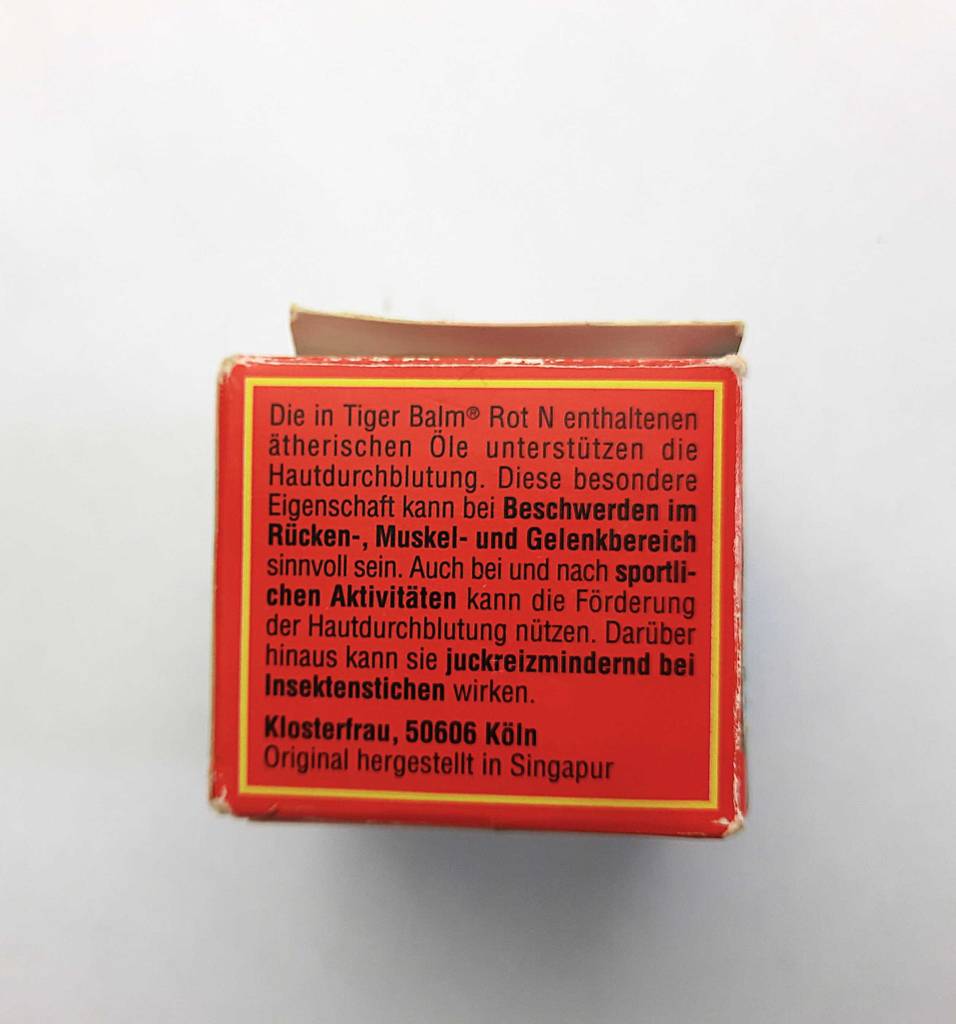 Die in Tiger Balm® Rot N enthaltenen
ätherischen Öle unterstützen die
Hautdurchblutung. Diese besondere
Eigenschaft kann bei Beschwerden im
Rücken-, Muskel- und Gelenkbereich
sinnvoll sein. Auch bei und nach sportli-
chen Aktivitäten kann die Förderung
der Hautdurchblutung nützen. Darüber
hinaus kann sie juckreizmindernd bei
Insektenstichen wirken.
Klosterfrau, 50606 Köln
Original hergestellt in Singapur